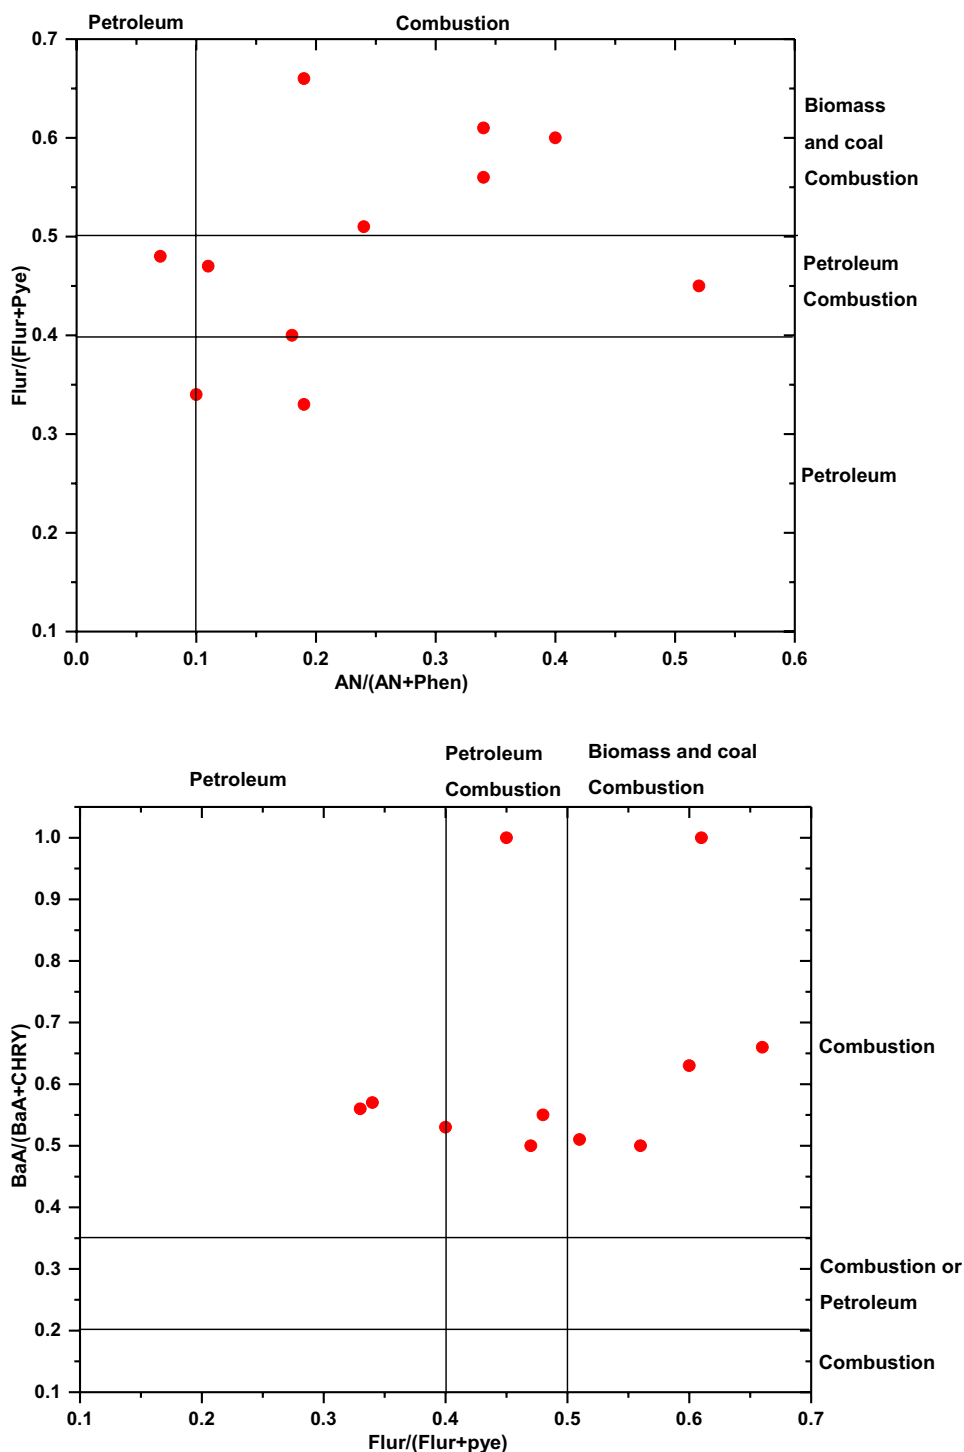 Petroleum
Combustion
0.7
0.6
0.5
0.4
0.3
0.2
0.1
Flur/(Flur+Pye)
Biomass
and coal
Combustion
Petroleum
Combustion
Petroleum
0.0 0.1 0.2 0.3 0.4 0.5 0.6
AN/(AN+Phen)
Petroleum
Petroleum
Combustion
Biomass and coal
Combustion
1.0
0.9
0.8
0.7
0.6
0.5
0.4
0.3
0.2
0.1
BaA/(BaA+CHRY)
Combustion
Combustion or
Petroleum
Combustion
0.1 0.2 0.3 0.4 0.5 0.6 0.7
Flur/(Flur+pye)